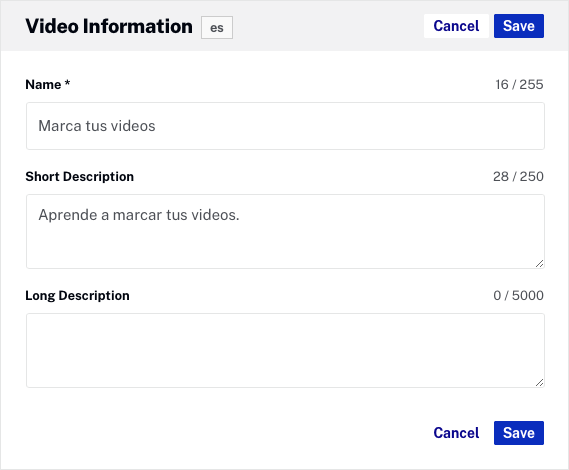 Video Information es Cancel Save
Name * 16 / 255
Marca tus videos
Short Description 28 / 250
Aprende a marcar tus videos.
Long Description 0 / 5000
Cancel Save